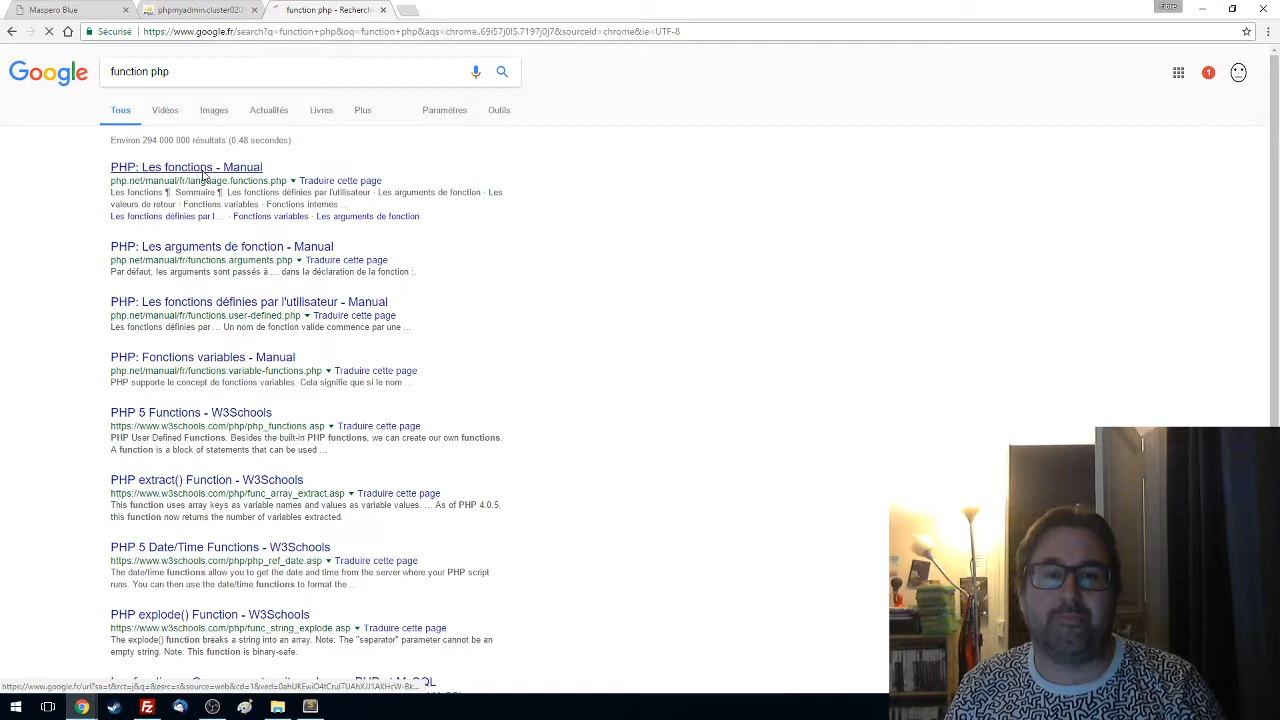 Maspero Blue
phpmyadmin.cluster020
function php - Recherch
Sécurisé
https://www.google.fr/search?q=function+php&oq=function+php&aqs=chrome..69i57j0l5.7197j0j7&sourceid=chrome&ie=UTF-8
Google
function php
1
Tous
Vidéos
Images
Actualités
Livres
Plus
Paramètres
Outils
Environ 294 000 000 résultats (0,48 secondes)
PHP: Les fonctions - Manual
php.net/manual/fr/language.functions.php ▼ Traduire cette page
Les fonctions ¶ Sommaire ¶ Les fonctions définies par l'utilisateur · Les arguments de fonction · Les
valeurs de retour · Fonctions variables · Fonctions internes ...
Les fonctions définies par l ... · Fonctions variables · Les arguments de fonction
PHP: Les arguments de fonction - Manual
php.net/manual/fr/functions.arguments.php ▼ Traduire cette page
Par défaut, les arguments sont passés à ... dans la déclaration de la fonction :.
PHP: Les fonctions définies par l'utilisateur - Manual
php.net/manual/fr/functions.user-defined.php ▼ Traduire cette page
Les fonctions définies par ... Un nom de fonction valide commence par une ...
PHP: Fonctions variables - Manual
php.net/manual/fr/functions.variable-functions.php ▼ Traduire cette page
PHP supporte le concept de fonctions variables. Cela signifie que si le nom ...
PHP 5 Functions - W3Schools
https://www.w3schools.com/php/php_functions.asp ▼ Traduire cette page
PHP User Defined Functions. Besides the built-in PHP functions, we can create our own functions.
A function is a block of statements that can be used ...
PHP extract() Function - W3Schools
https://www.w3schools.com/php/func_array_extract.asp ▼ Traduire cette page
This function uses array keys as variable names and values as variable values. ... As of PHP 4.0.5,
this function now returns the number of variables extracted.
PHP 5 Date/Time Functions - W3Schools
https://www.w3schools.com/php/php_ref_date.asp ▼ Traduire cette page
The date/time functions allow you to get the date and time from the server where your PHP script
runs. You can then use the date/time functions to format the ...
PHP explode() Function - W3Schools
https://www.w3schools.com/php/func_string_explode.asp ▼ Traduire cette page
The explode() function breaks a string into an array. Note: The "separator" parameter cannot be an
empty string. Note: This function is binary-safe.